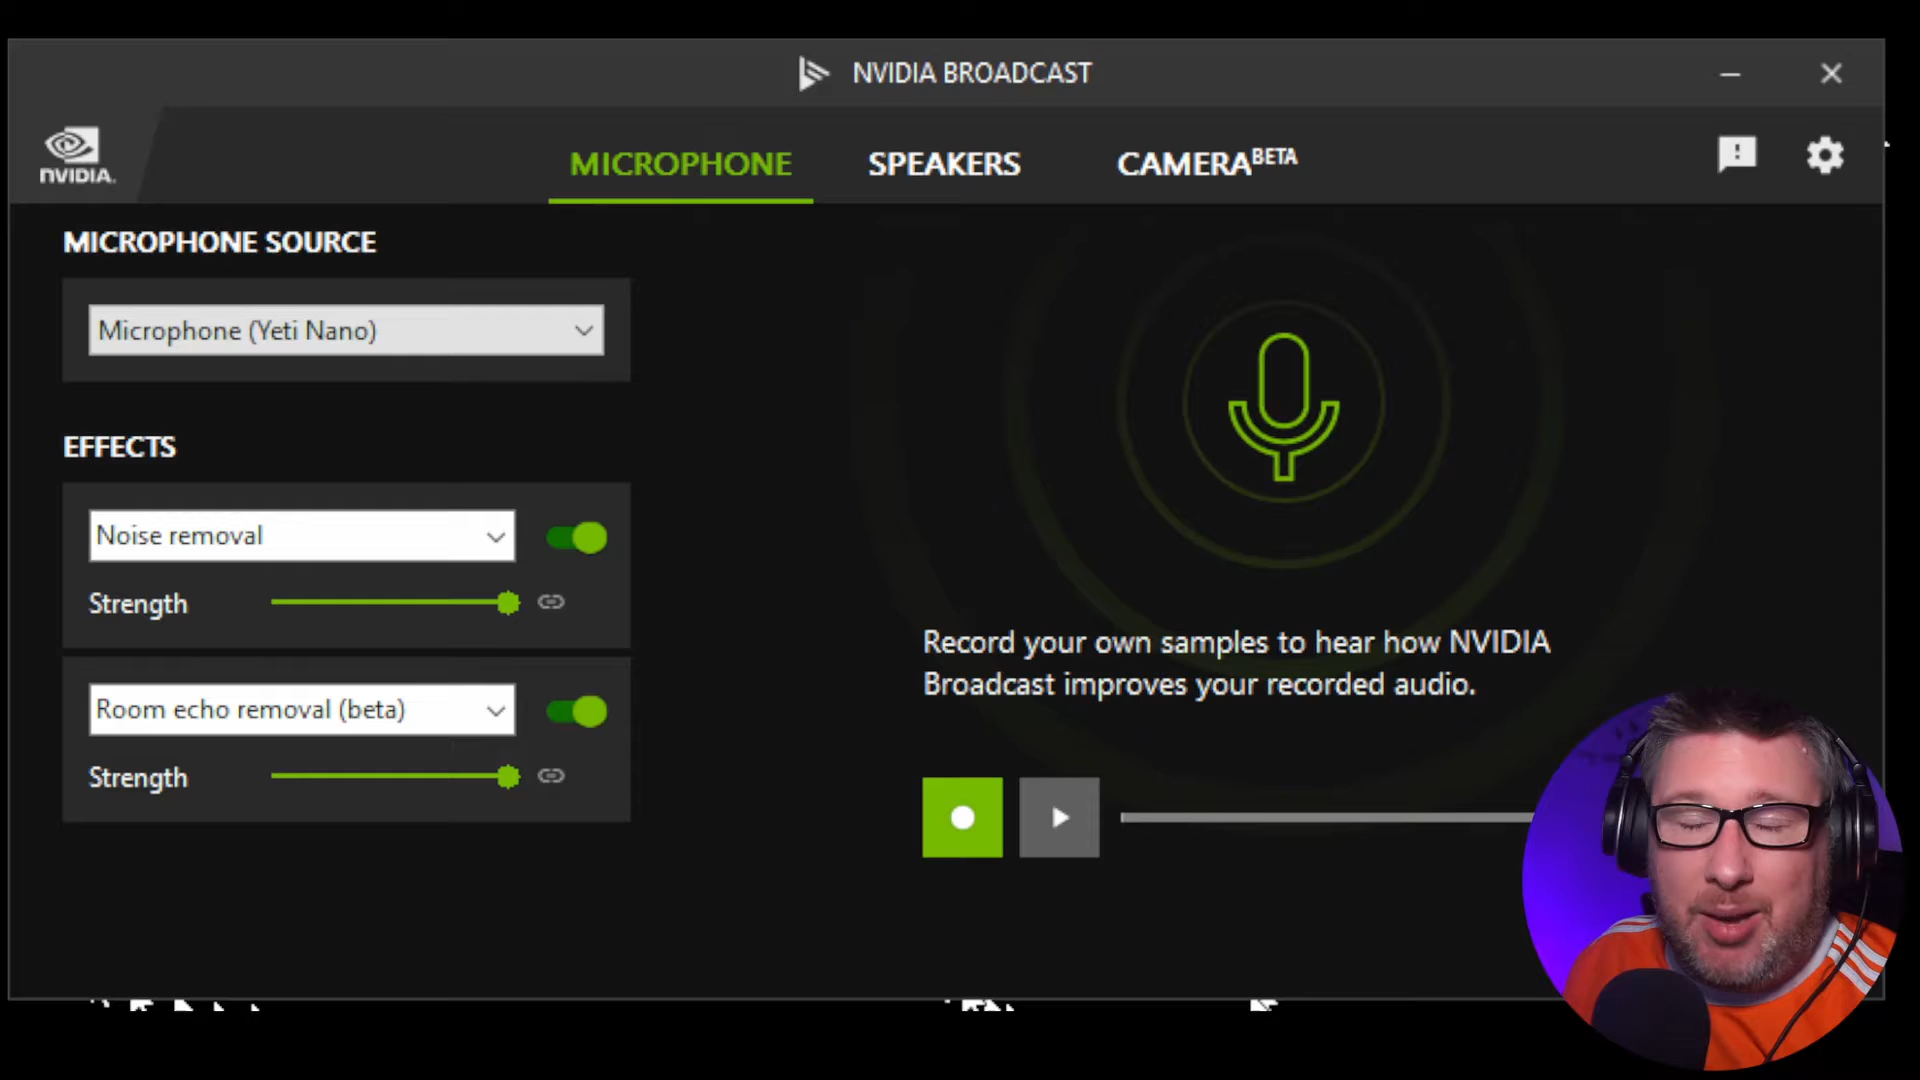 NVIDIA BROADCAST
NVIDIA.
MICROPHONE
SPEAKERS
CAMERA BETA
MICROPHONE SOURCE
Microphone (Yeti Nano)
EFFECTS
Noise removal
Strength
Room echo removal (beta)
Strength
Record your own samples to hear how NVIDIA
Broadcast improves your recorded audio.